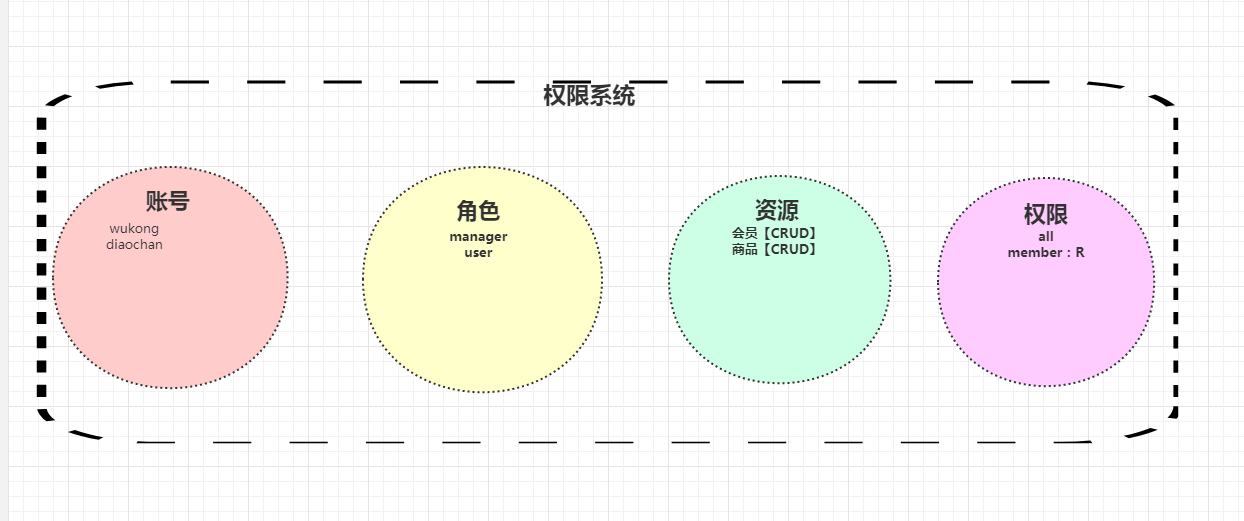 权限系统
账号
wukong
diaochan
角色
manager
user
资源
会员【CRUD】
商品【CRUD】
权限
all
member：R